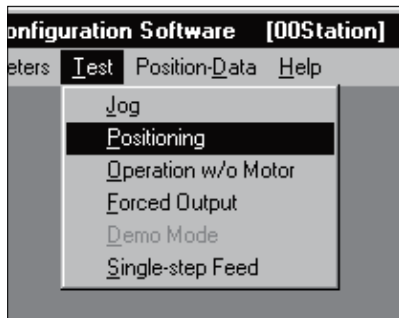 onfiguration Software [00Station]
eters Test Position-Data Help
Jog
Positioning
Operation w/o Motor
Forced Output
Demo Mode
Single-step Feed